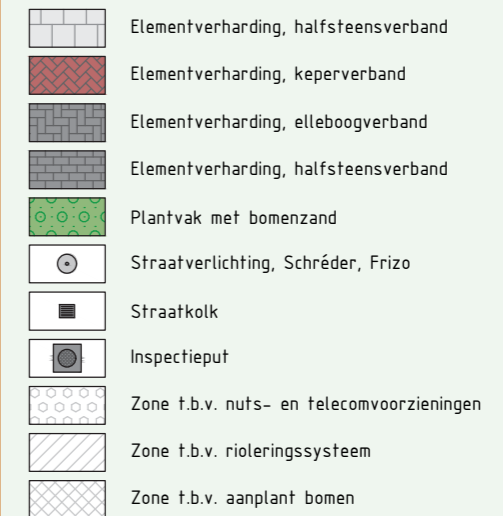 Elementverharding, halfsteensverband
Elementverharding, keperverband
Elementverharding, elleboogverband
Elementverharding, halfsteensverband
Plantvak met bomenzand
Straatverlichting, Schréder, Frizo
Straatkolk
Inspectieput
Zone t.b.v. nuts- en telecomvoorzieningen
Zone t.b.v. rioleringssysteem
Zone t.b.v. aanplant bomen